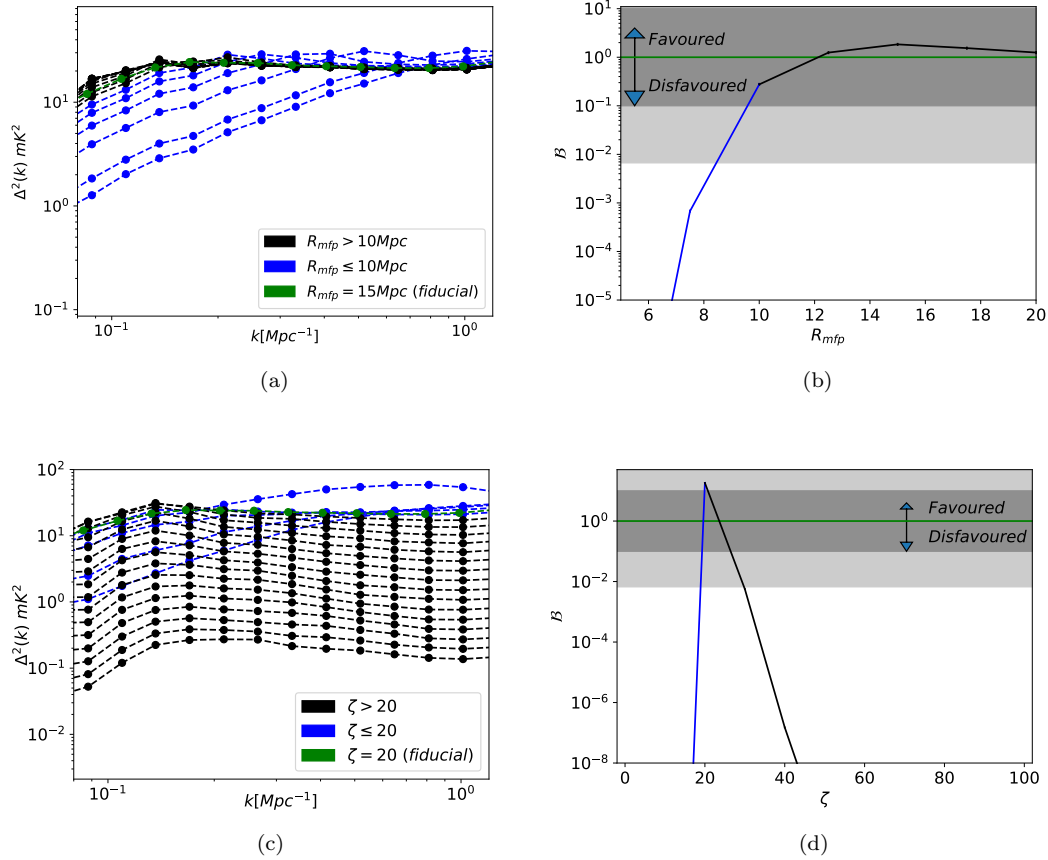 10¹
10⁰
10⁻¹
Δ²(k) mK²
R_mfp > 10Mpc
R_mfp ≤ 10Mpc
R_mfp = 15Mpc (fiducial)
10⁻¹ 10⁰
k[Mpc⁻¹]
(a)
10¹
10⁰
10⁻¹
10⁻²
10⁻³
10⁻⁴
10⁻⁵
ℬ
Favoured
Disfavoured
6 8 10 12 14 16 18 20
R_mfp
(b)
10²
10¹
10⁰
10⁻¹
10⁻²
Δ²(k) mK²
ζ > 20
ζ ≤ 20
ζ = 20 (fiducial)
10⁻¹ 10⁰
k[Mpc⁻¹]
(c)
10⁰
10⁻²
10⁻⁴
10⁻⁶
10⁻⁸
ℬ
Favoured
Disfavoured
0 20 40 60 80 100
ζ
(d)